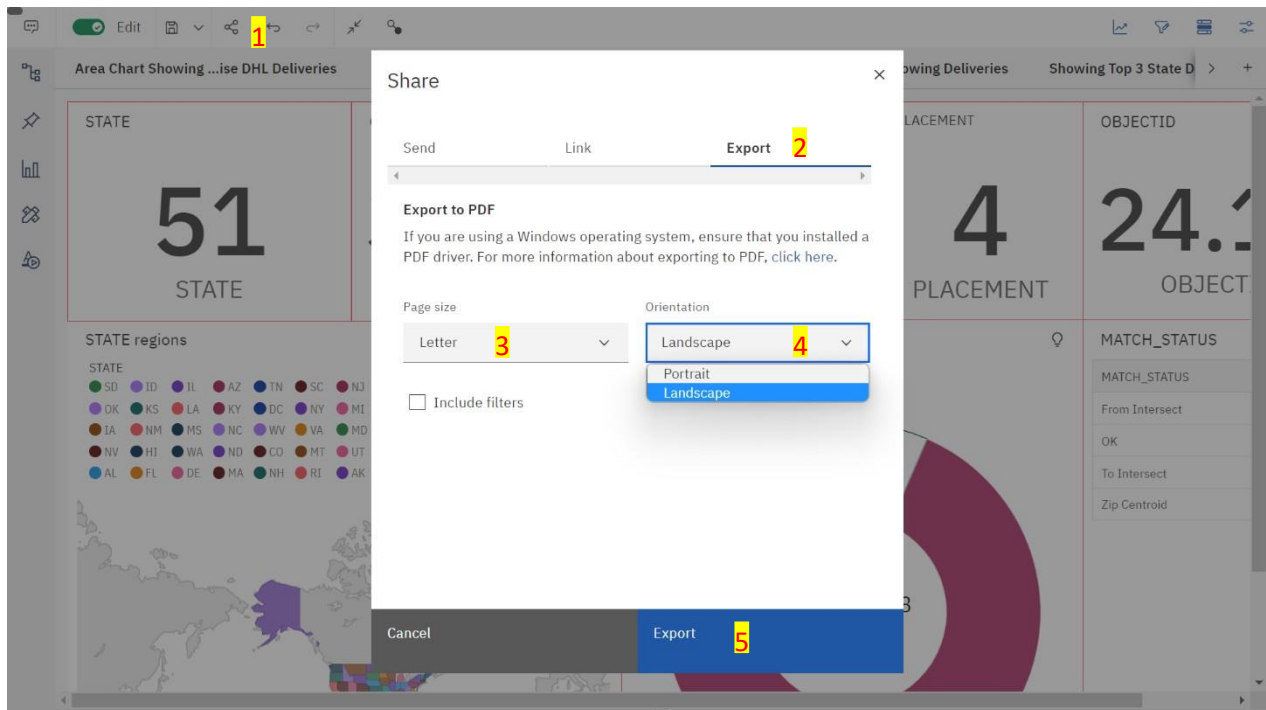 Edit
1
Area Chart Showing ...ise DHL Deliveries
owing Deliveries
Showing Top 3 State D
Share
Send
Link
Export
2
Export to PDF
If you are using a Windows operating system, ensure that you installed a
PDF driver. For more information about exporting to PDF, click here.
Page size
Orientation
Letter
3
Landscape
4
Portrait
Landscape
Include filters
Cancel
Export
5
STATE
51
STATE
LACEMENT
4
PLACEMENT
OBJECTID
24.1
OBJECT
STATE regions
STATE
SD ID IL AZ TN SC NJ
OK KS LA KY DC NY MI
IA NM MS NC WV VA MD
NV HI WA ND CO MT UT
AL FL DE MA NH RI AK
3
MATCH_STATUS
MATCH_STATUS
From Intersect
OK
To Intersect
Zip Centroid